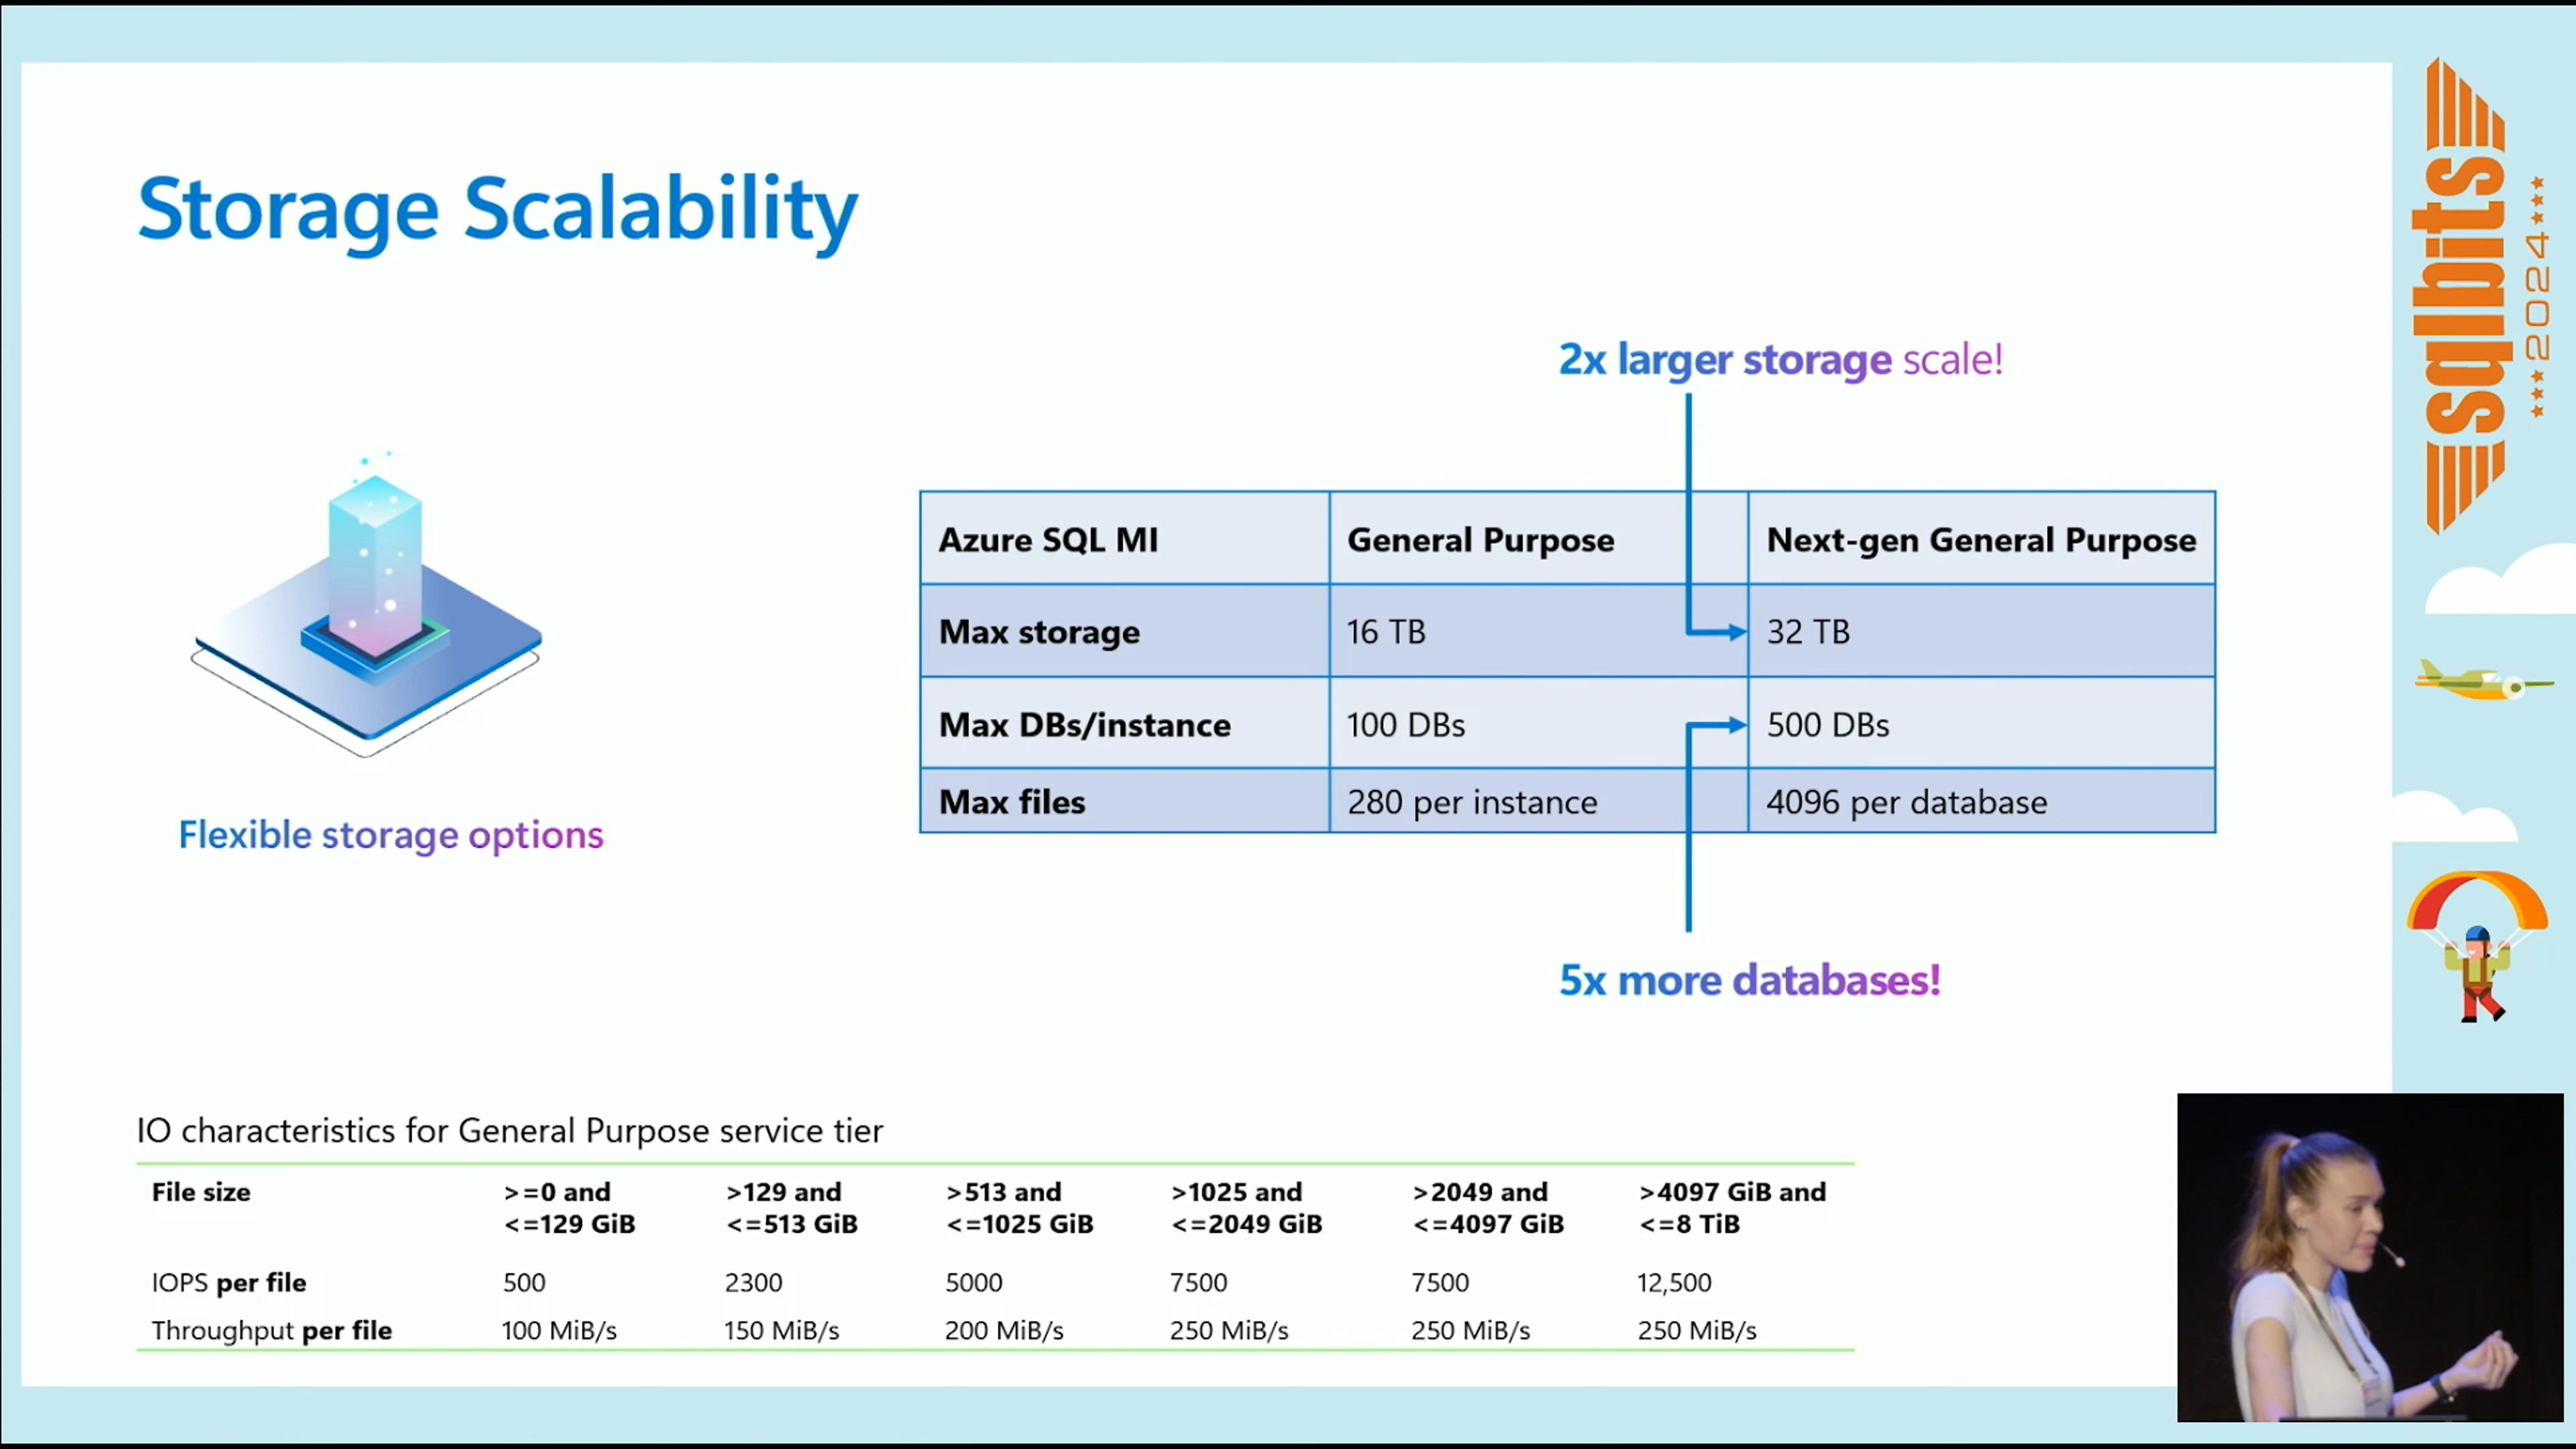 Storage Scalability
2x larger storage scale!
Azure SQL MI General Purpose Next-gen General Purpose
Max storage 16 TB 32 TB
Max DBs/instance 100 DBs 500 DBs
Max files 280 per instance 4096 per database
Flexible storage options
5x more databases!
IO characteristics for General Purpose service tier
File size >=0 and >129 and >513 and >1025 and >2049 and >4097 GiB and
<=129 GiB <=513 GiB <=1025 GiB <=2049 GiB <=4097 GiB <=8 TiB
IOPS per file 500 2300 5000 7500 7500 12,500
Throughput per file 100 MiB/s 150 MiB/s 200 MiB/s 250 MiB/s 250 MiB/s 250 MiB/s
sqlbits
2024